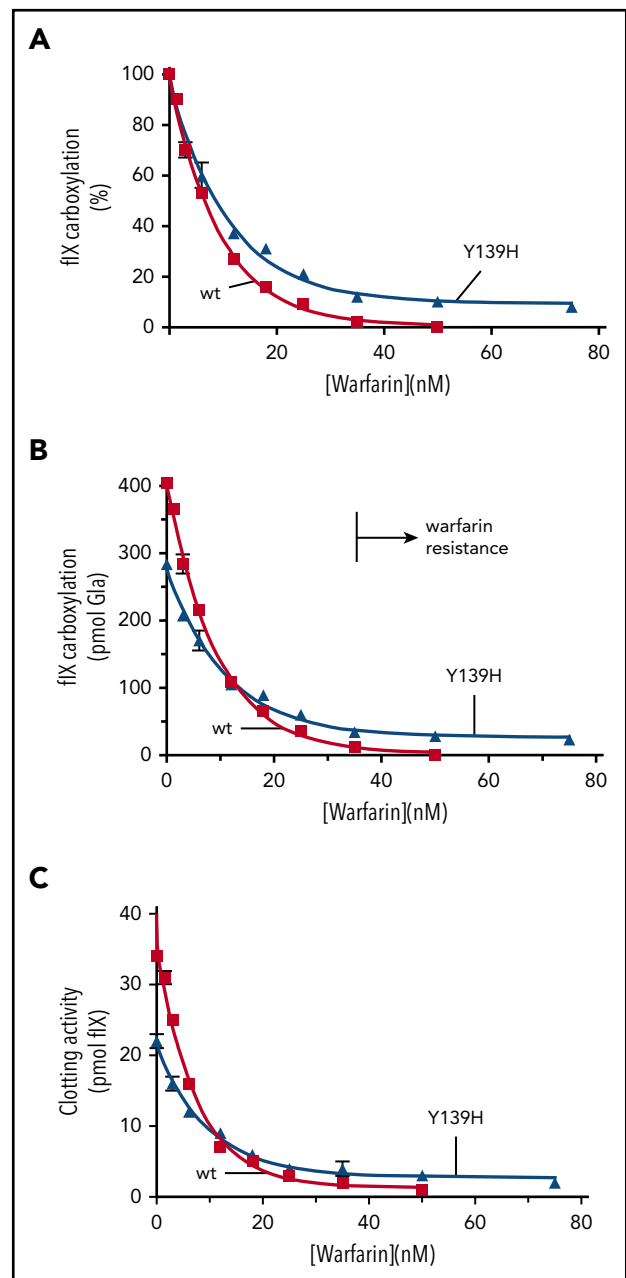 A
100
80
60
40
20
0
fIX carboxylation
(%)
Y139H
wt
20
40
60
80
[Warfarin](nM)
B
400
300
200
100
0
fIX carboxylation
(pmol Gla)
warfarin
resistance
Y139H
wt
0
20
40
60
80
[Warfarin](nM)
C
40
30
20
10
0
Clotting activity
(pmol fIX)
Y139H
wt
0
20
40
60
80
[Warfarin](nM)